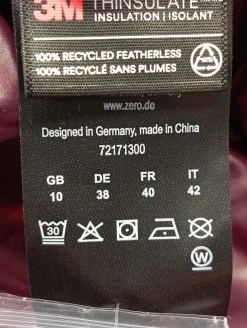 3M THINSULATE
INSULATION | ISOLANT
100% RECYCLED FEATHERLESS
100% RECYCLÉ SANS PLUMES
www.zero.de
Designed in Germany, made in China
72171300
GB DE FR IT
10 38 40 42
30
W